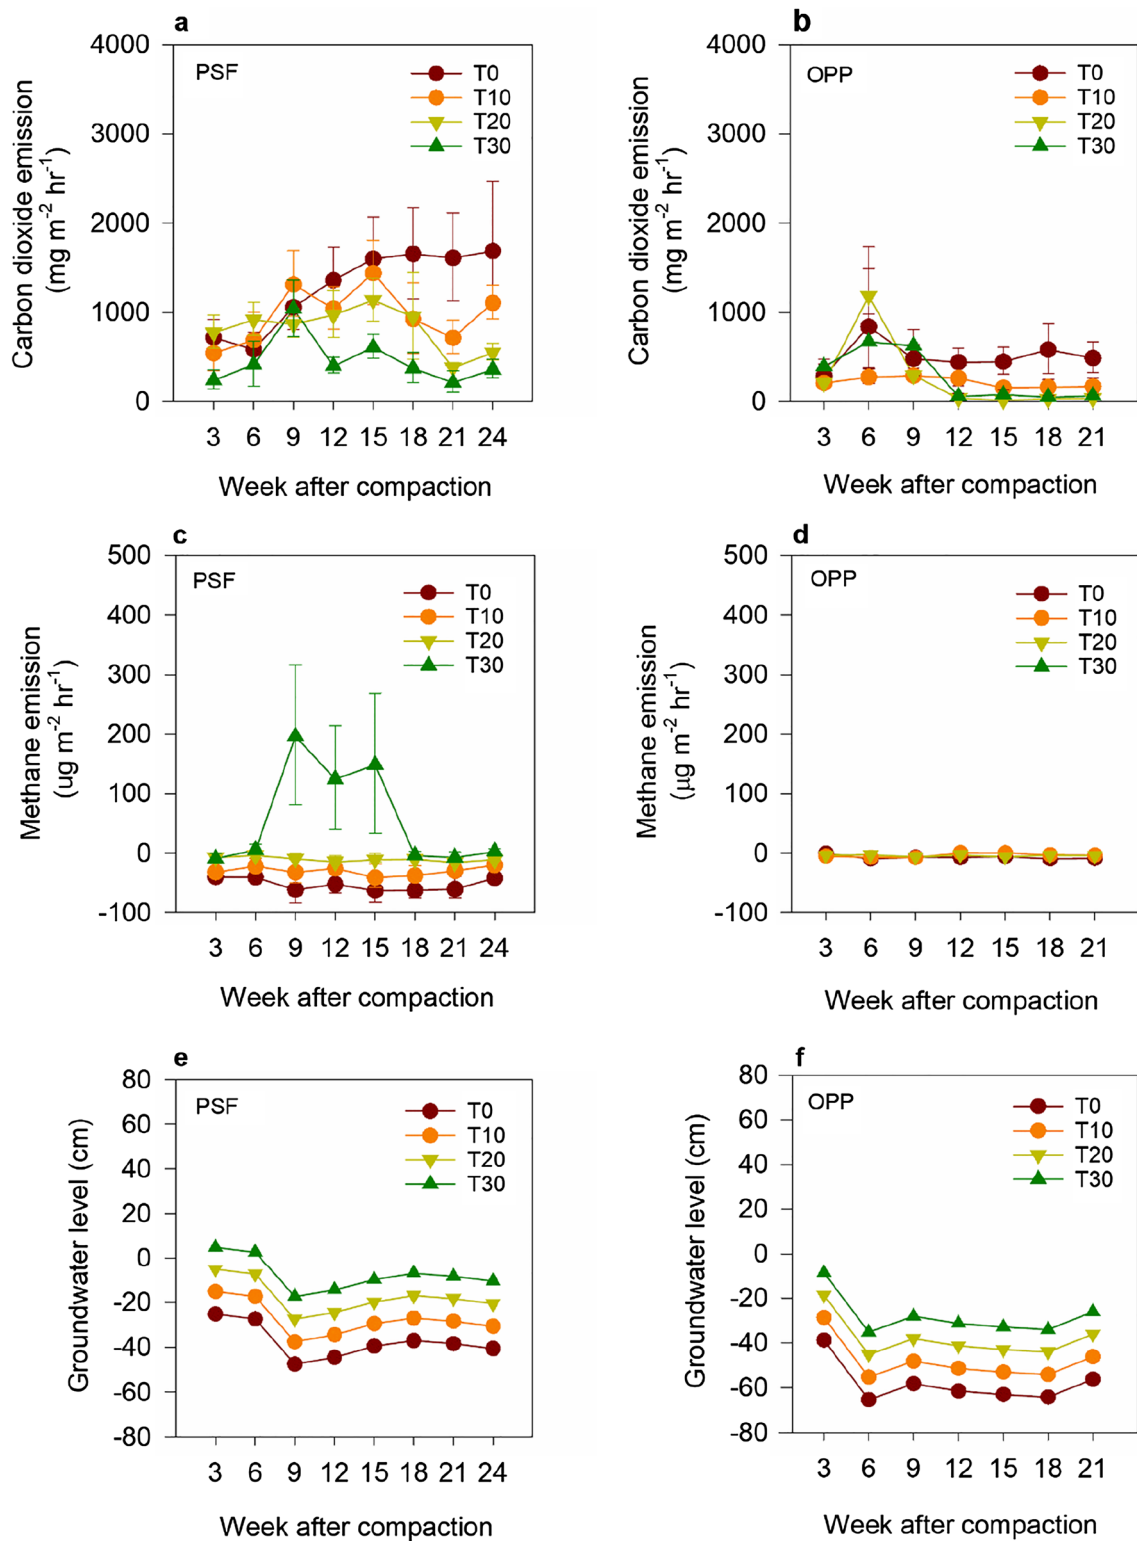 a
PSF
T0
T10
T20
T30
4000
3000
2000
1000
0
Carbon dioxide emission
(mg m-2 hr-1)
3 6 9 12 15 18 21 24
Week after compaction
b
OPP
T0
T10
T20
T30
4000
3000
2000
1000
0
Carbon dioxide emission
(mg m-2 hr-1)
3 6 9 12 15 18 21
Week after compaction
c
PSF
T0
T10
T20
T30
500
400
300
200
100
0
-100
Methane emission
(ug m-2 hr-1)
3 6 9 12 15 18 21 24
Week after compaction
d
OPP
T0
T10
T20
T30
500
400
300
200
100
0
-100
Methane emission
(µg m-2 hr-1)
3 6 9 12 15 18 21
Week after compaction
e
PSF
T0
T10
T20
T30
80
60
40
20
0
-20
-40
-60
-80
Groundwater level (cm)
3 6 9 12 15 18 21 24
Week after compaction
f
OPP
T0
T10
T20
T30
80
60
40
20
0
-20
-40
-60
-80
Groundwater level (cm)
3 6 9 12 15 18 21
Week after compaction